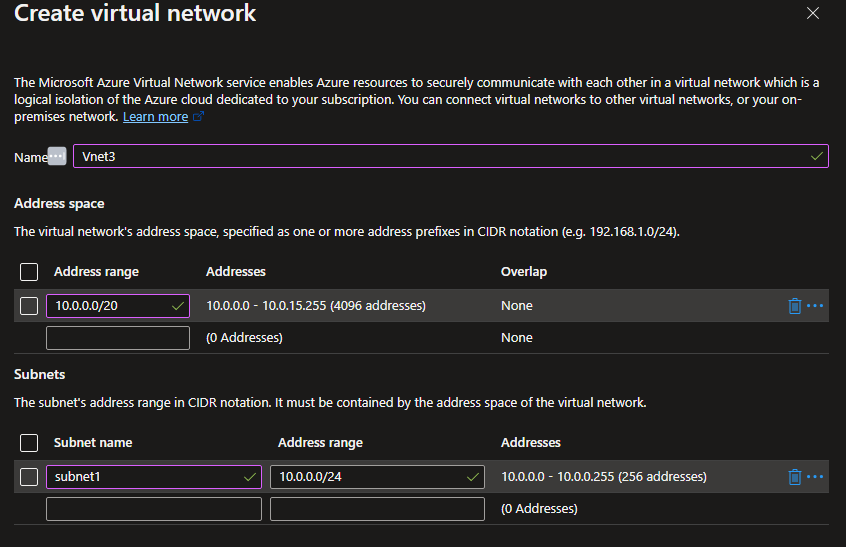 Create virtual network
The Microsoft Azure Virtual Network service enables Azure resources to securely communicate with each other in a virtual network which is a
logical isolation of the Azure cloud dedicated to your subscription. You can connect virtual networks to other virtual networks, or your on-
premises network. Learn more
Name Vnet3
Address space
The virtual network's address space, specified as one or more address prefixes in CIDR notation (e.g. 192.168.1.0/24).
Address range Addresses Overlap
10.0.0.0/20 10.0.0.0 - 10.0.15.255 (4096 addresses) None
(0 Addresses) None
Subnets
The subnet's address range in CIDR notation. It must be contained by the address space of the virtual network.
Subnet name Address range Addresses
subnet1 10.0.0.0/24 10.0.0.0 - 10.0.0.255 (256 addresses)
(0 Addresses)